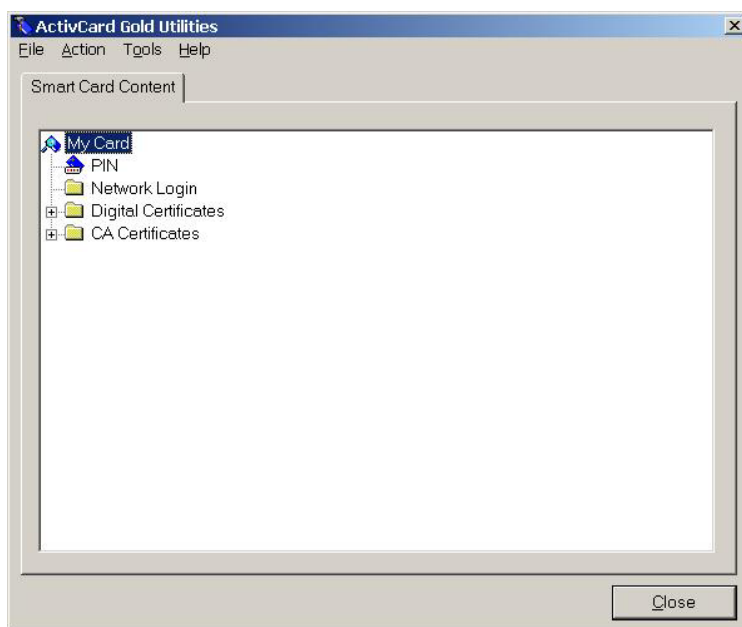 ActivCard Gold Utilities
File Action Tools Help
Smart Card Content
My Card
PIN
Network Login
Digital Certificates
CA Certificates
Close